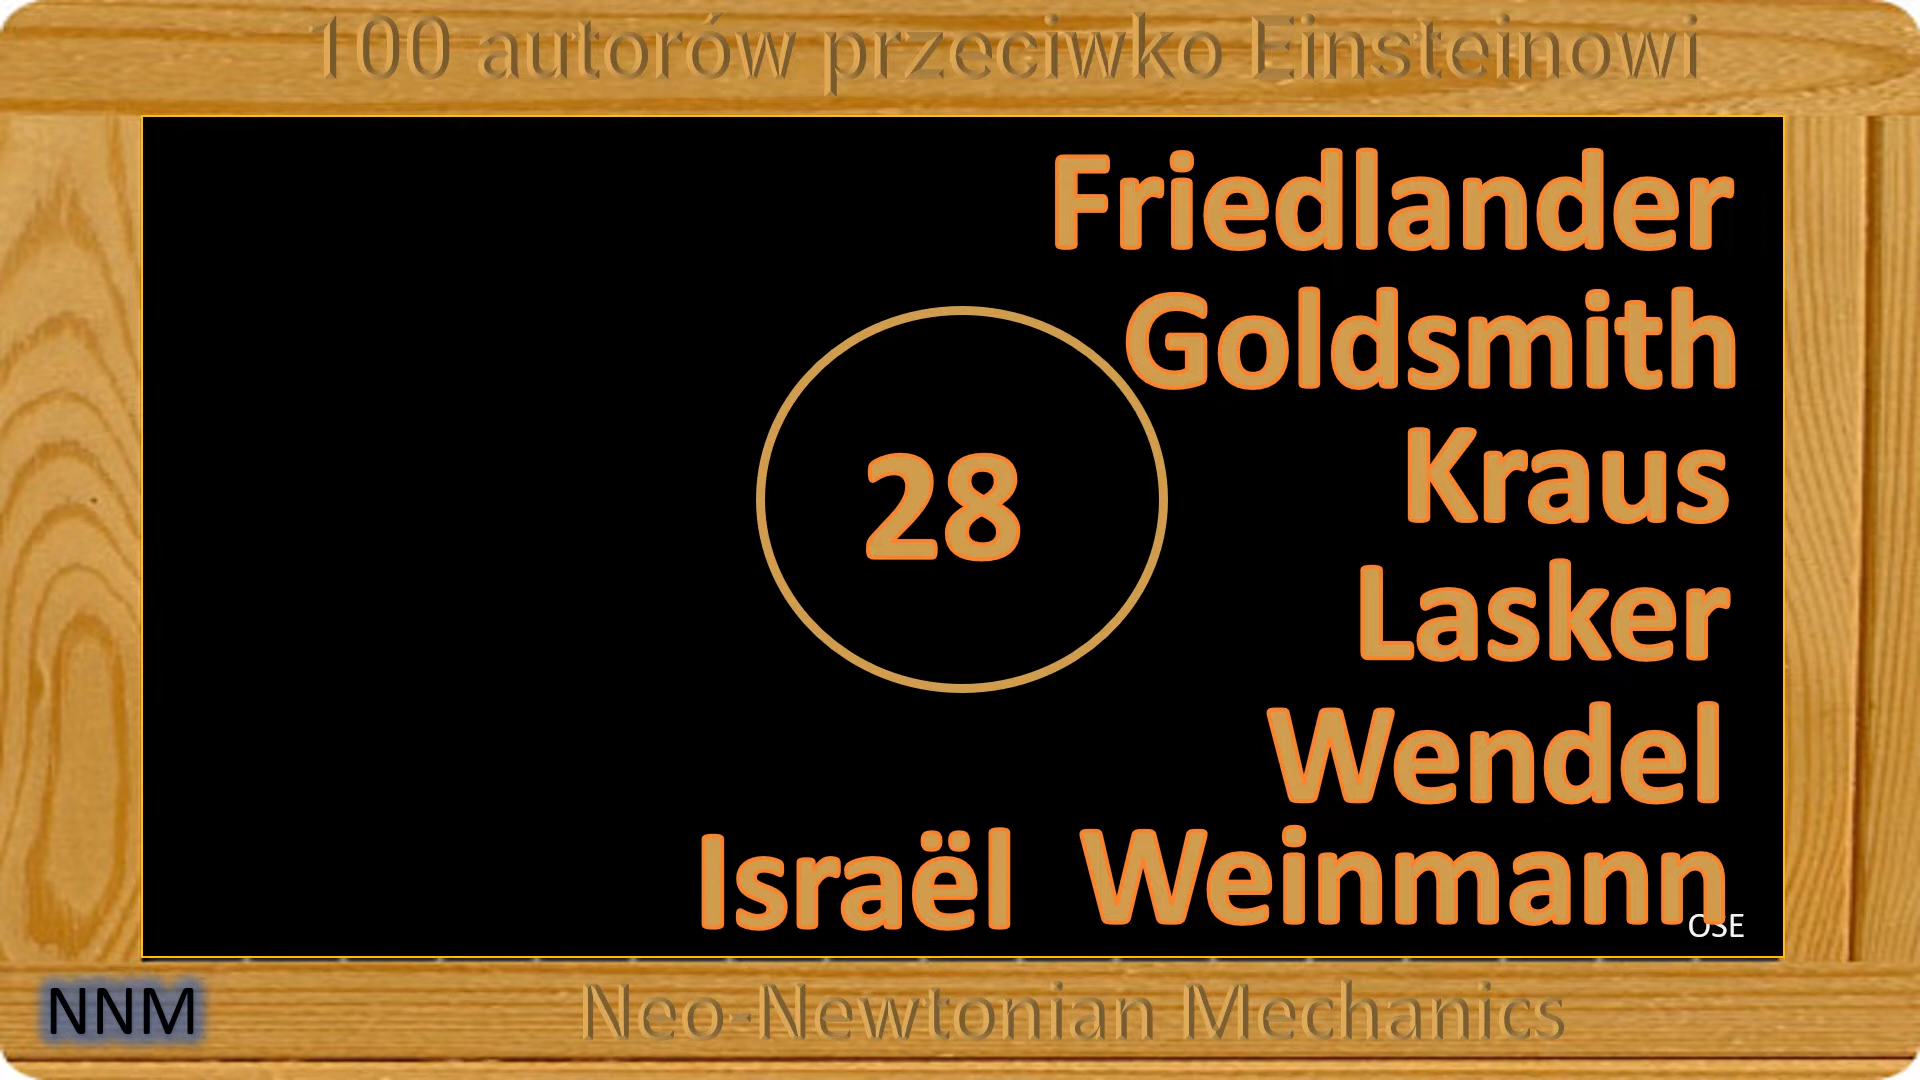 100 autorów przeciwko Einsteinowi
Friedlander
Goldsmith
Kraus
28
Lasker
Wendel
Israël Weinmann
OSE
NNM
Neo-Newtonian Mechanics